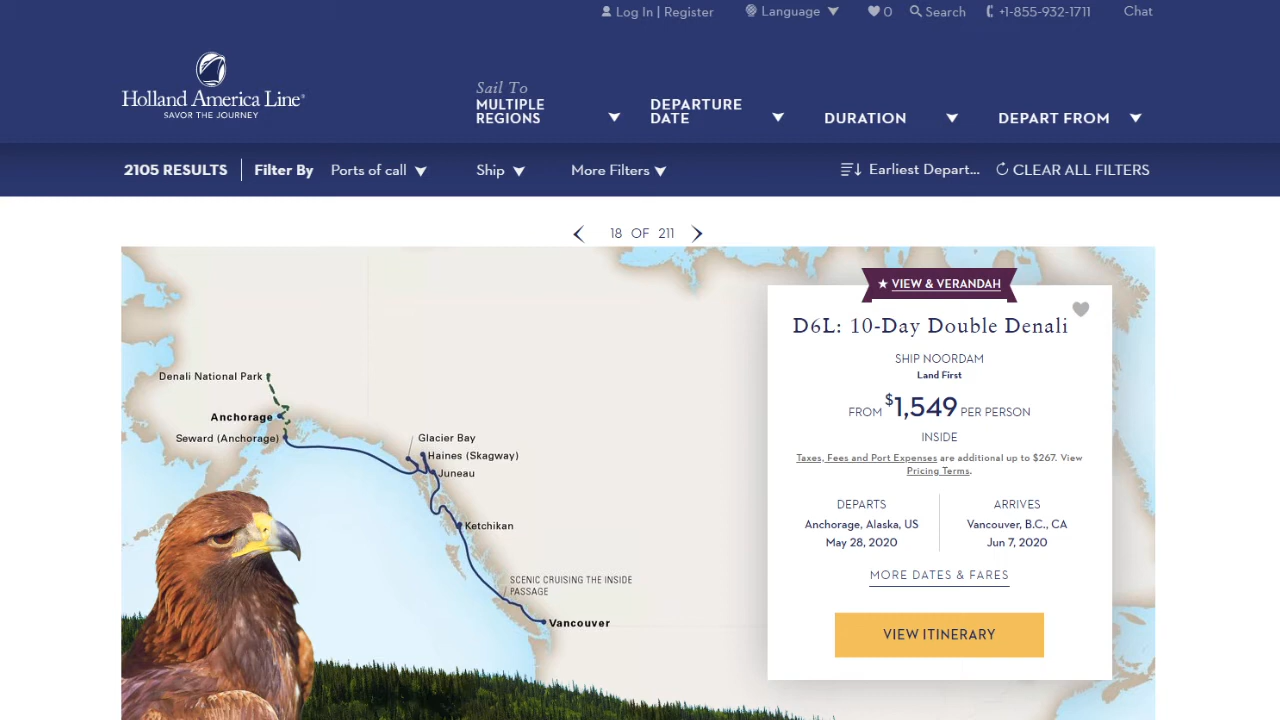 Log In | Register
Language
0
Search
+1-855-932-1711
Chat
Holland America Line®
SAVOR THE JOURNEY
Sail To
MULTIPLE REGIONS
DEPARTURE DATE
DURATION
DEPART FROM
2105 RESULTS
Filter By
Ports of call
Ship
More Filters
Earliest Depart...
CLEAR ALL FILTERS
18 OF 211
VIEW & VERANDAH
D6L: 10-Day Double Denali
SHIP NOORDAM
Land First
FROM $1,549 PER PERSON
INSIDE
Taxes, Fees and Port Expenses are additional up to $267. View
Pricing Terms.
DEPARTS
Anchorage, Alaska, US
May 28, 2020
ARRIVES
Vancouver, B.C., CA
Jun 7, 2020
MORE DATES & FARES
VIEW ITINERARY
Denali National Park
Anchorage
Seward (Anchorage)
Glacier Bay
Haines (Skagway)
Juneau
Ketchikan
SCENIC CRUISING THE INSIDE
PASSAGE
Vancouver